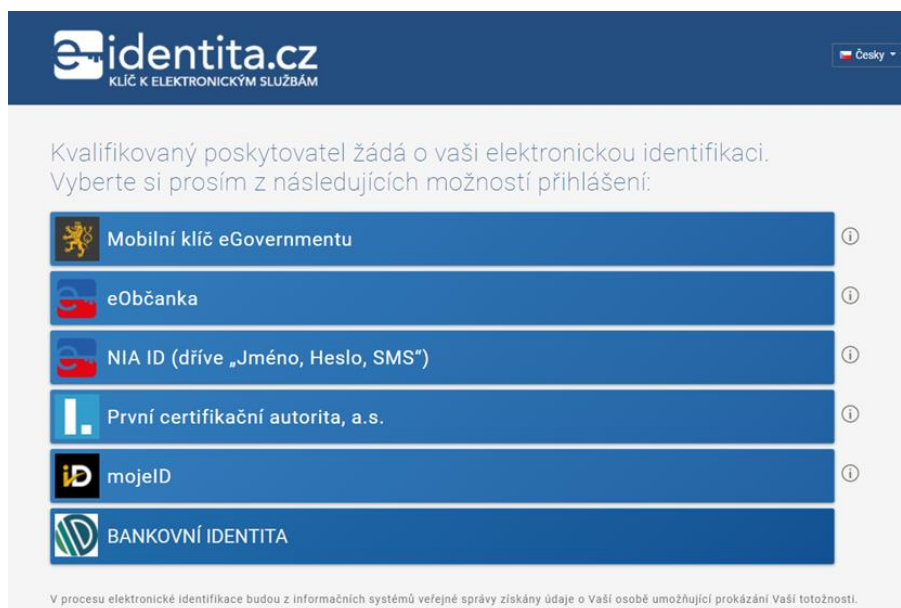 identita.cz
KLÍČ K ELEKTRONICKÝM SLUŽBÁM
Česky
Kvalifikovaný poskytovatel žádá o vaši elektronickou identifikaci.
Vyberte si prosím z následujících možností přihlášení:
Mobilní klíč eGovernmentu
eObčanka
NIA ID (dříve „Jméno, Heslo, SMS“)
První certifikační autorita, a.s.
mojeID
BANKOVNÍ IDENTITA
V procesu elektronické identifikace budou z informačních systémů veřejné správy získány údaje o Vaší osobě umožňující prokázání Vaší totožnosti.